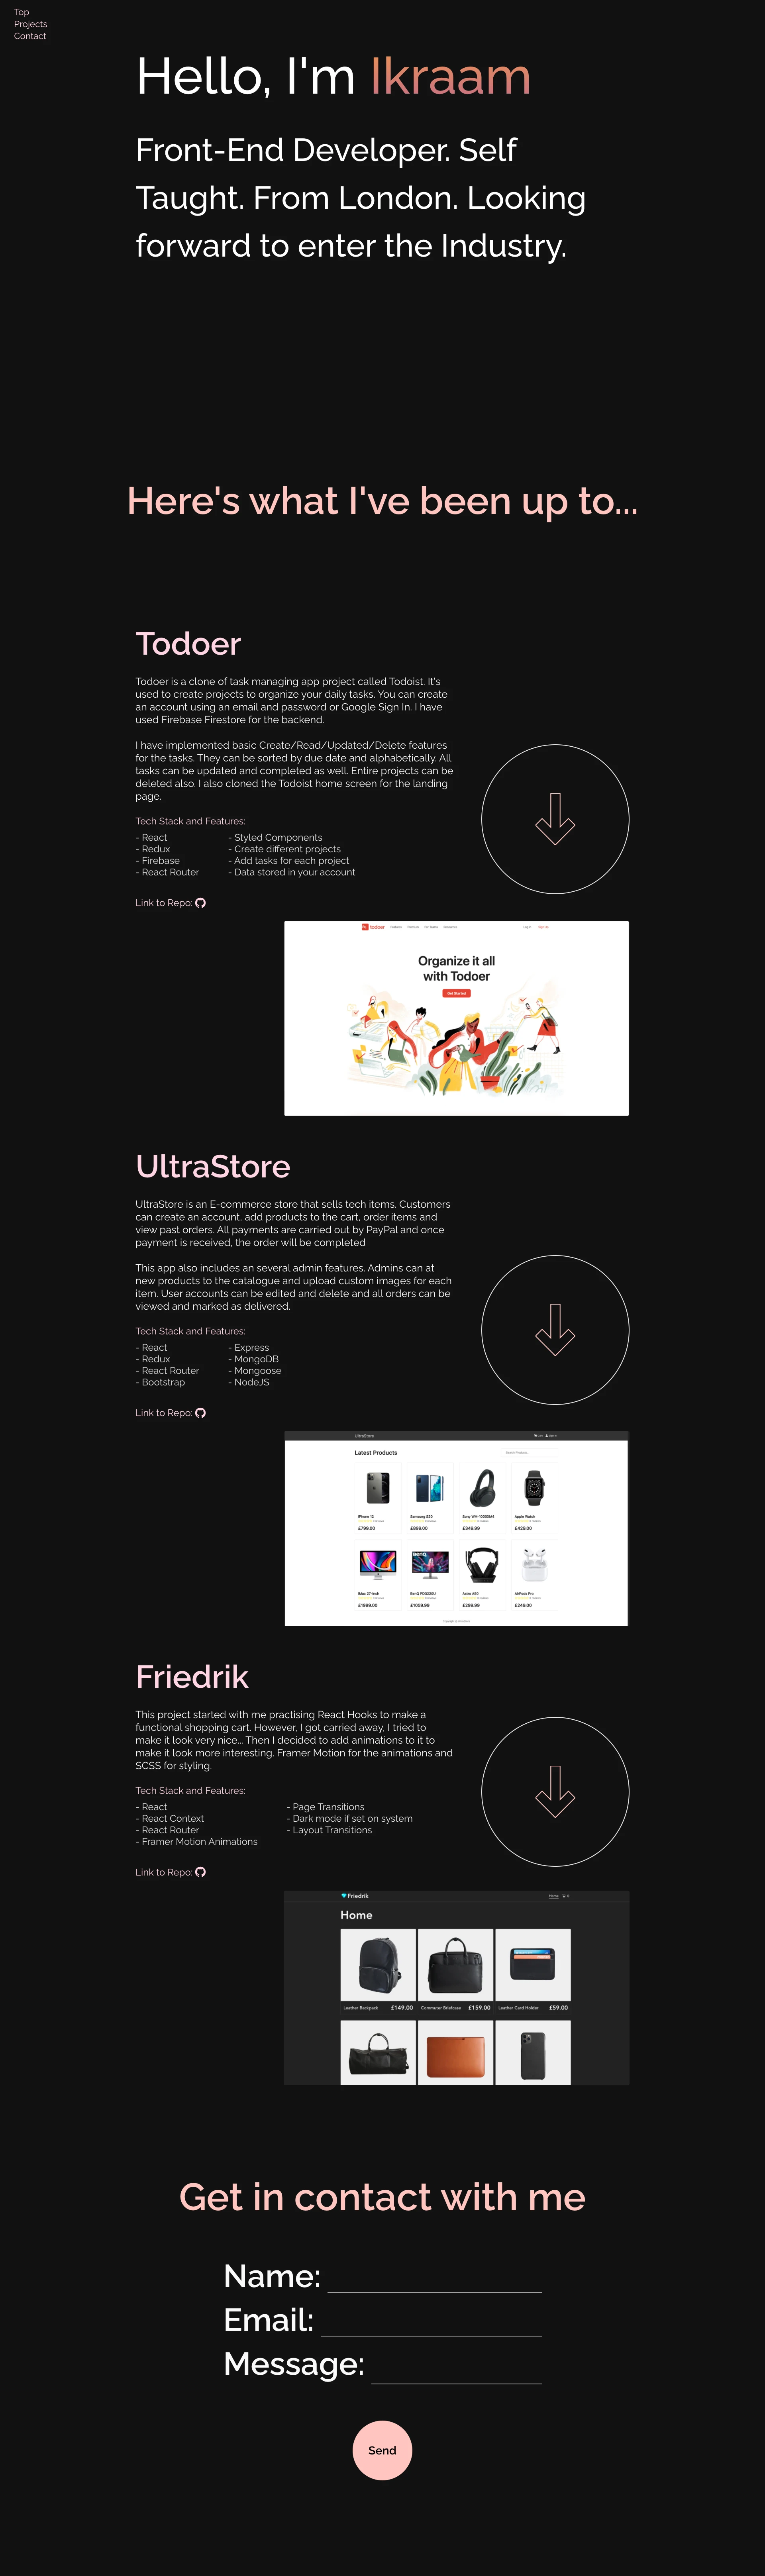 Top
Projects
Contact
Hello, I'm Ikraam
Front-End Developer. Self
Taught. From London. Looking
forward to enter the Industry.
Here's what I've been up to...
Todoer
Todoer is a clone of task managing app project called Todoist. It's
used to create projects to organize your daily tasks. You can create
an account using an email and password or Google Sign In. I have
used Firebase Firestore for the backend.
I have implemented basic Create/Read/Updated/Delete features
for the tasks. They can be sorted by due date and alphabetically. All
tasks can be updated and completed as well. Entire projects can be
deleted also. I also cloned the Todoist home screen for the landing
page.
Tech Stack and Features:
- React
- Redux
- Firebase
- React Router
- Styled Components
- Create different projects
- Add tasks for each project
- Data stored in your account
Link to Repo:
todoer
Features
Premium
For Teams
Resources
Log in
Sign Up
Organize it all
with Todoer
Get Started
UltraStore
UltraStore is an E-commerce store that sells tech items. Customers
can create an account, add products to the cart, order items and
view past orders. All payments are carried out by PayPal and once
payment is received, the order will be completed
This app also includes an several admin features. Admins can at
new products to the catalogue and upload custom images for each
item. User accounts can be edited and delete and all orders can be
viewed and marked as delivered.
Tech Stack and Features:
- React
- Redux
- React Router
- Bootstrap
- Express
- MongoDB
- Mongoose
- NodeJS
Link to Repo:
UltraStore
Cart
Sign In
Latest Products
Search Products...
iPhone 12
£799.00
Samsung S20
£899.00
Sony WH-1000XM4
£349.99
Apple Watch
£429.00
iMac 27-inch
£1999.00
BenQ PD3220U
£1059.99
Astro A50
£299.99
AirPods Pro
£249.00
Friedrik
This project started with me practising React Hooks to make a
functional shopping cart. However, I got carried away, I tried to
make it look very nice... Then I decided to add animations to it to
make it look more interesting. Framer Motion for the animations and
SCSS for styling.
Tech Stack and Features:
- React
- React Context
- React Router
- Framer Motion Animations
- Page Transitions
- Dark mode if set on system
- Layout Transitions
Link to Repo:
Friedrik
Home
0
Home
Leather Backpack £149.00
Commuter Briefcase £159.00
Leather Card Holder £59.00
Get in contact with me
Name:
Email:
Message:
Send